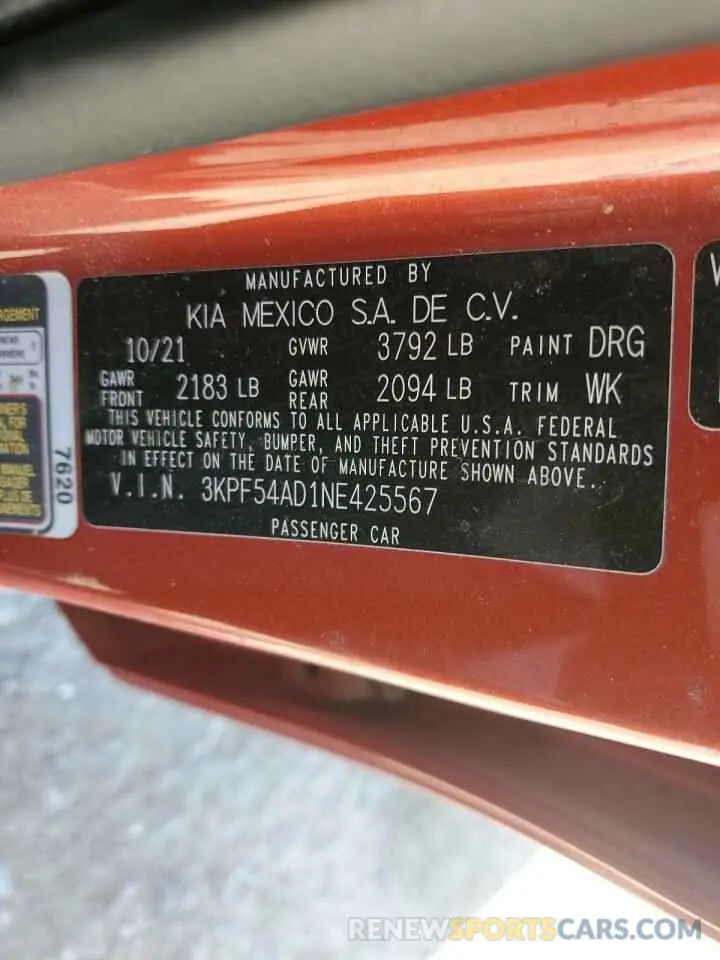 MANUFACTURED BY
KIA MEXICO S.A. DE C.V.
10/21 GVWR 3792 LB PAINT DRG
GAWR FRONT 2183 LB GAWR REAR 2094 LB TRIM WK
THIS VEHICLE CONFORMS TO ALL APPLICABLE U.S.A. FEDERAL
MOTOR VEHICLE SAFETY, BUMPER, AND THEFT PREVENTION STANDARDS
IN EFFECT ON THE DATE OF MANUFACTURE SHOWN ABOVE.
V.I.N. 3KPF54AD1NE425567
PASSENGER CAR
7620
RENEWSPORTSCARS.COM